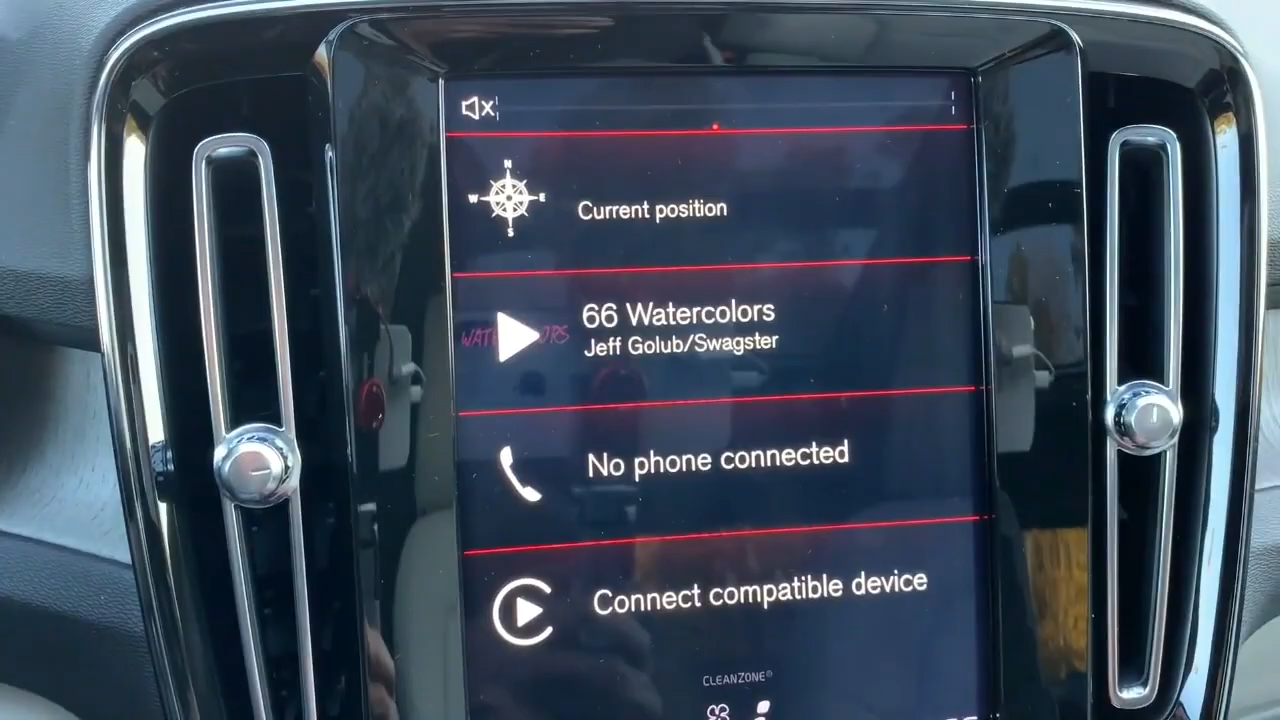 N
W E
S
Current position
66 Watercolors
Jeff Golub/Swagster
No phone connected
Connect compatible device
CLEANZONE®